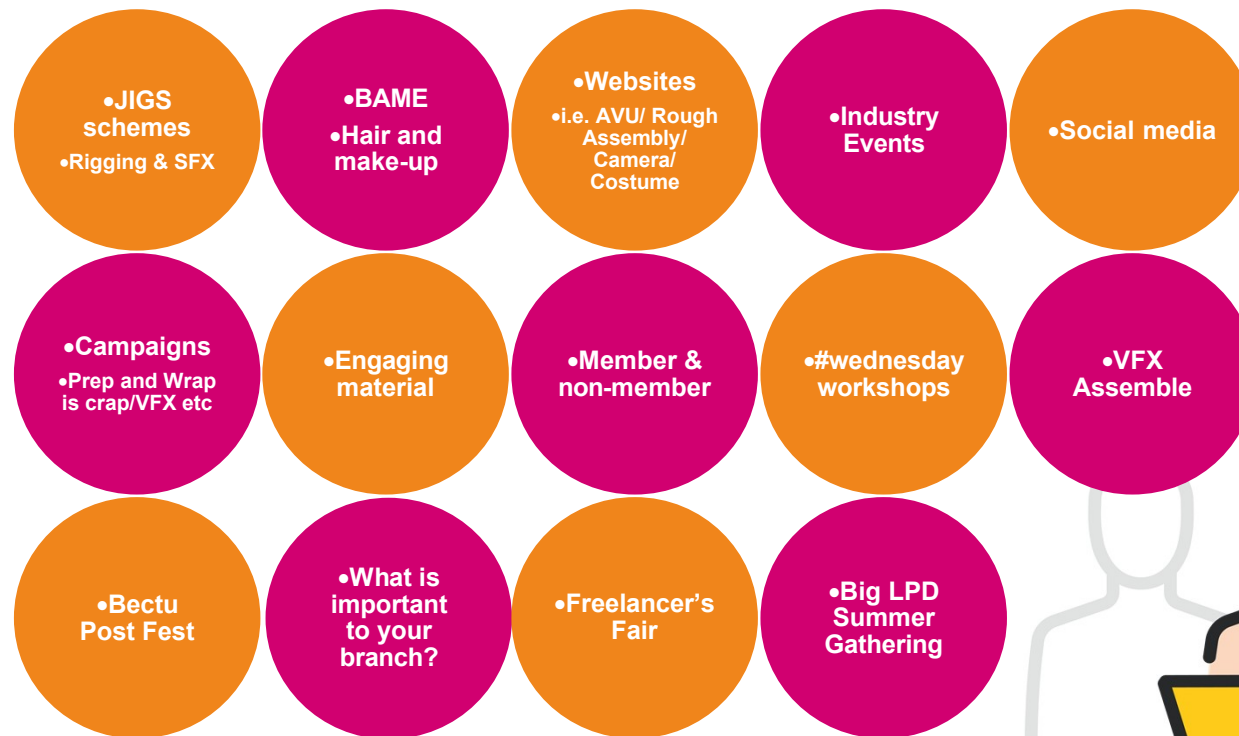 •JIGS
schemes
•Rigging & SFX
•BAME
•Hair and
make-up
•Websites
•i.e. AVU/ Rough
Assembly/
Camera/
Costume
•Industry
Events
•Social media
•Campaigns
•Prep and Wrap
is crap/VFX etc
•Engaging
material
•Member &
non-member
•#wednesday
workshops
•VFX
Assemble
•Bectu
Post Fest
•What is
important
to your
branch?
•Freelancer’s
Fair
•Big LPD
Summer
Gathering